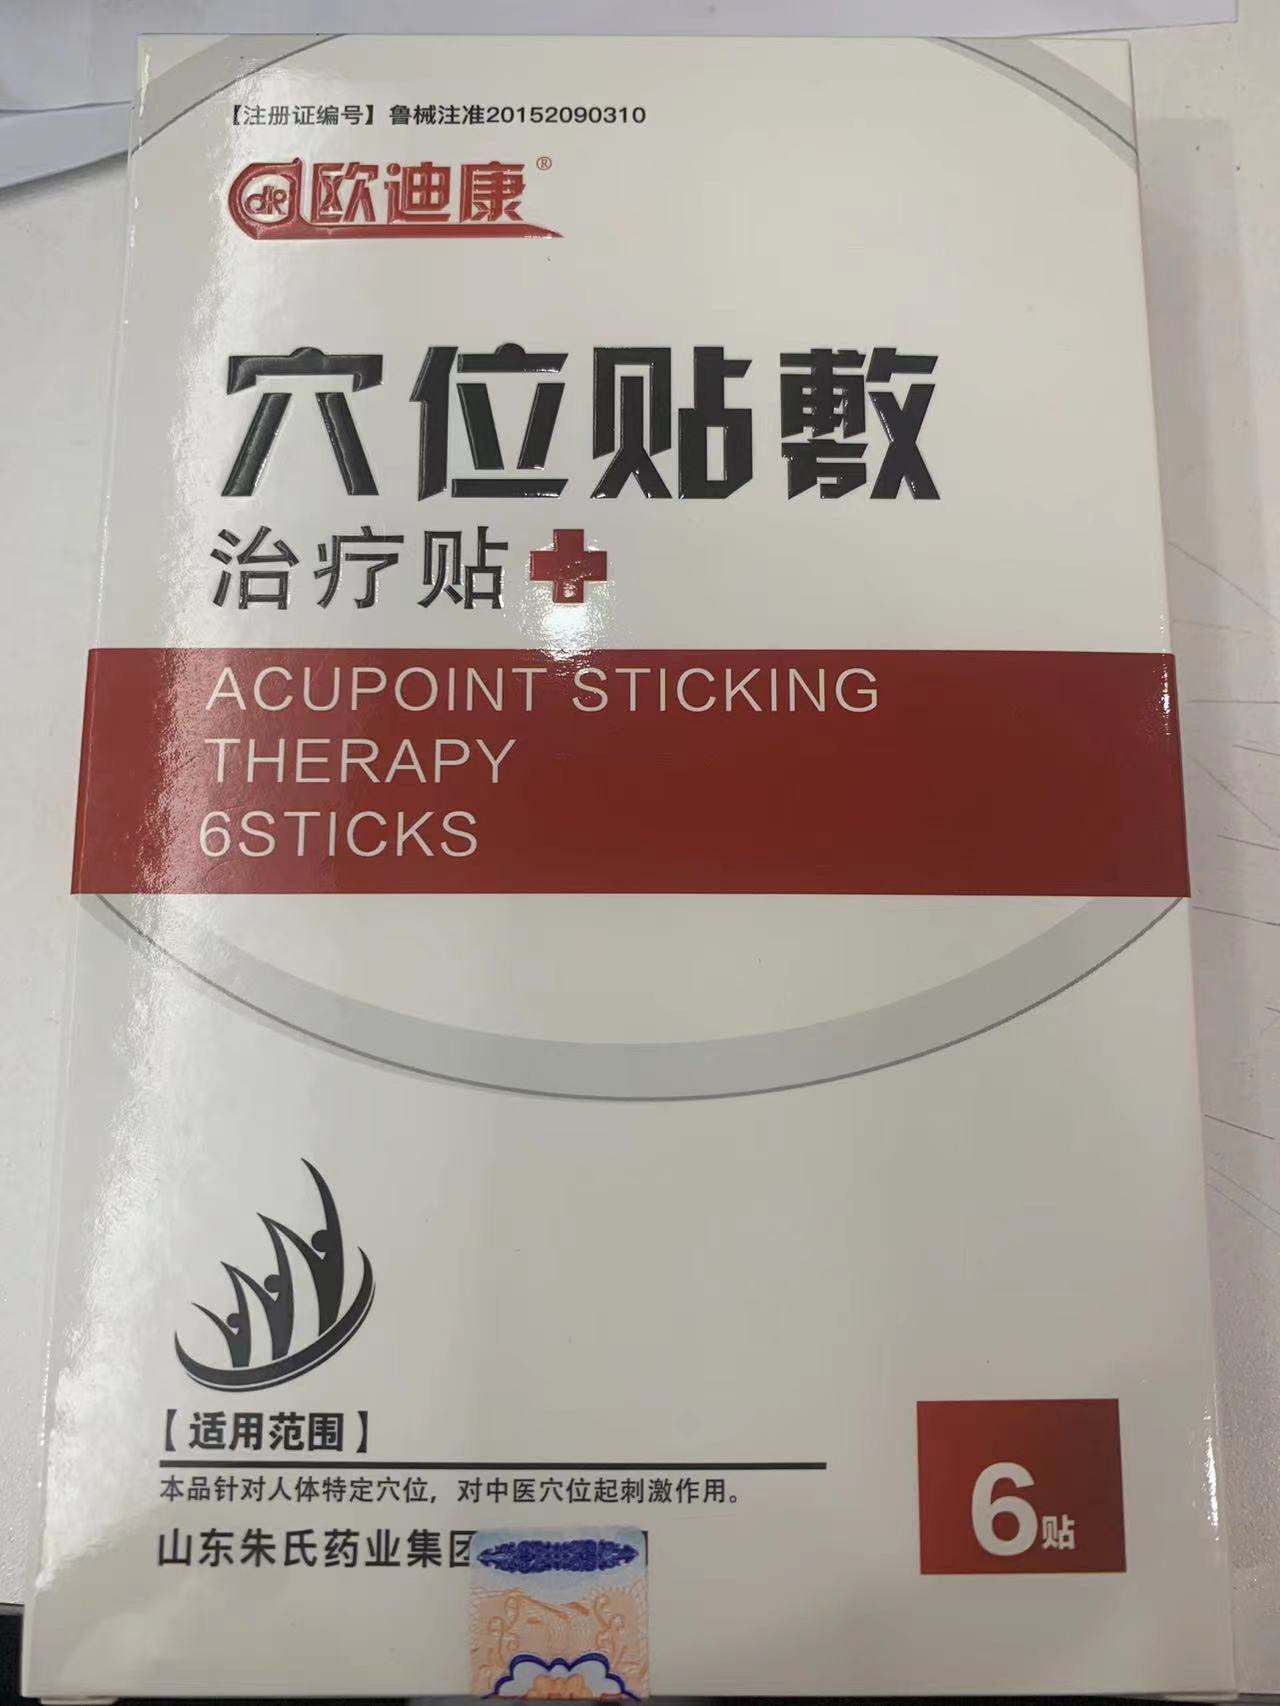 【注册证编号】鲁械注准20152090310
dk欧迪康®
穴位贴敷
治疗贴
ACUPOINT STICKING
THERAPY
6STICKS
【适用范围】
本品针对人体特定穴位，对中医穴位起刺激作用。
山东朱氏药业集团
6贴